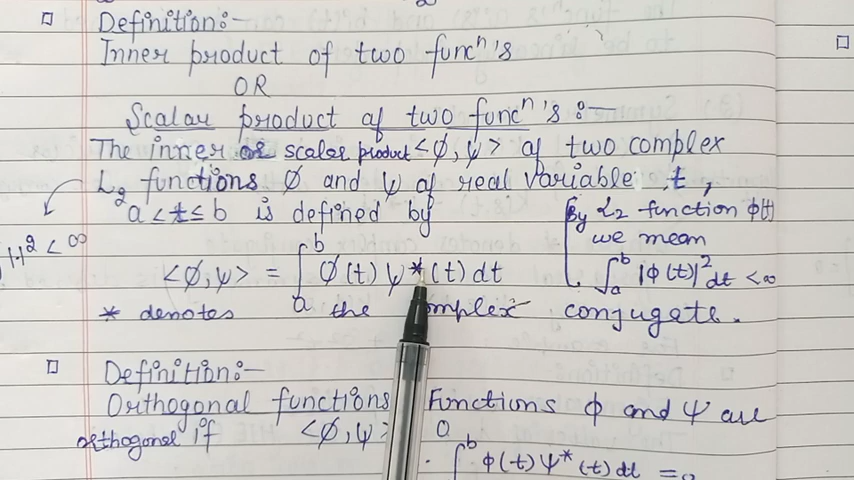 Definition:-
Inner product of two funcⁿ's
OR
Scalar product of two funcⁿ's :—
The inner or scalar product <φ,ψ> of two complex
L₂ functions φ and ψ of real variable t,
a ≤ t ≤ b is defined by
<φ,ψ> = ∫ₐᵇ φ(t) ψ*(t) dt
* denotes the complex conjugate.
By L₂ function φ(t)
we mean
∫ₐᵇ |φ(t)|² dt < ∞
|·|² < ∞
Definition:-
Orthogonal functions Functions φ and ψ are
orthogonal if <φ,ψ>
∫ₐᵇ φ(t) ψ*(t) dt = 0